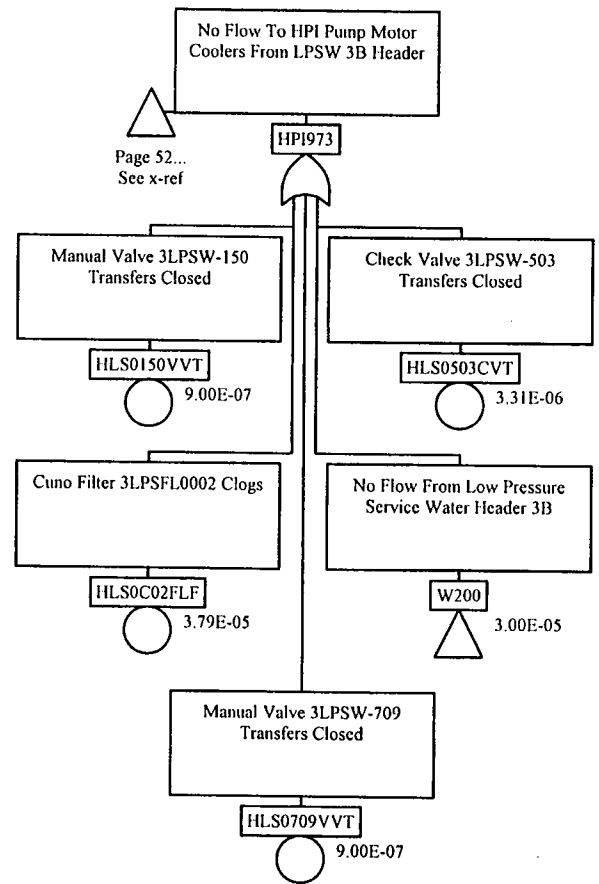 No Flow To HPI Pump Motor
Coolers From LPSW 3B Header
HPI973
Page 52...
See x-ref
Manual Valve 3LPSW-150
Transfers Closed
HLS0150VVT
9.00E-07
Check Valve 3LPSW-503
Transfers Closed
HLS0503CVT
3.31E-06
Cuno Filter 3LPSFL0002 Clogs
HLS0C02FLF
3.79E-05
No Flow From Low Pressure
Service Water Header 3B
W200
3.00E-05
Manual Valve 3LPSW-709
Transfers Closed
HLS0709VVT
9.00E-07